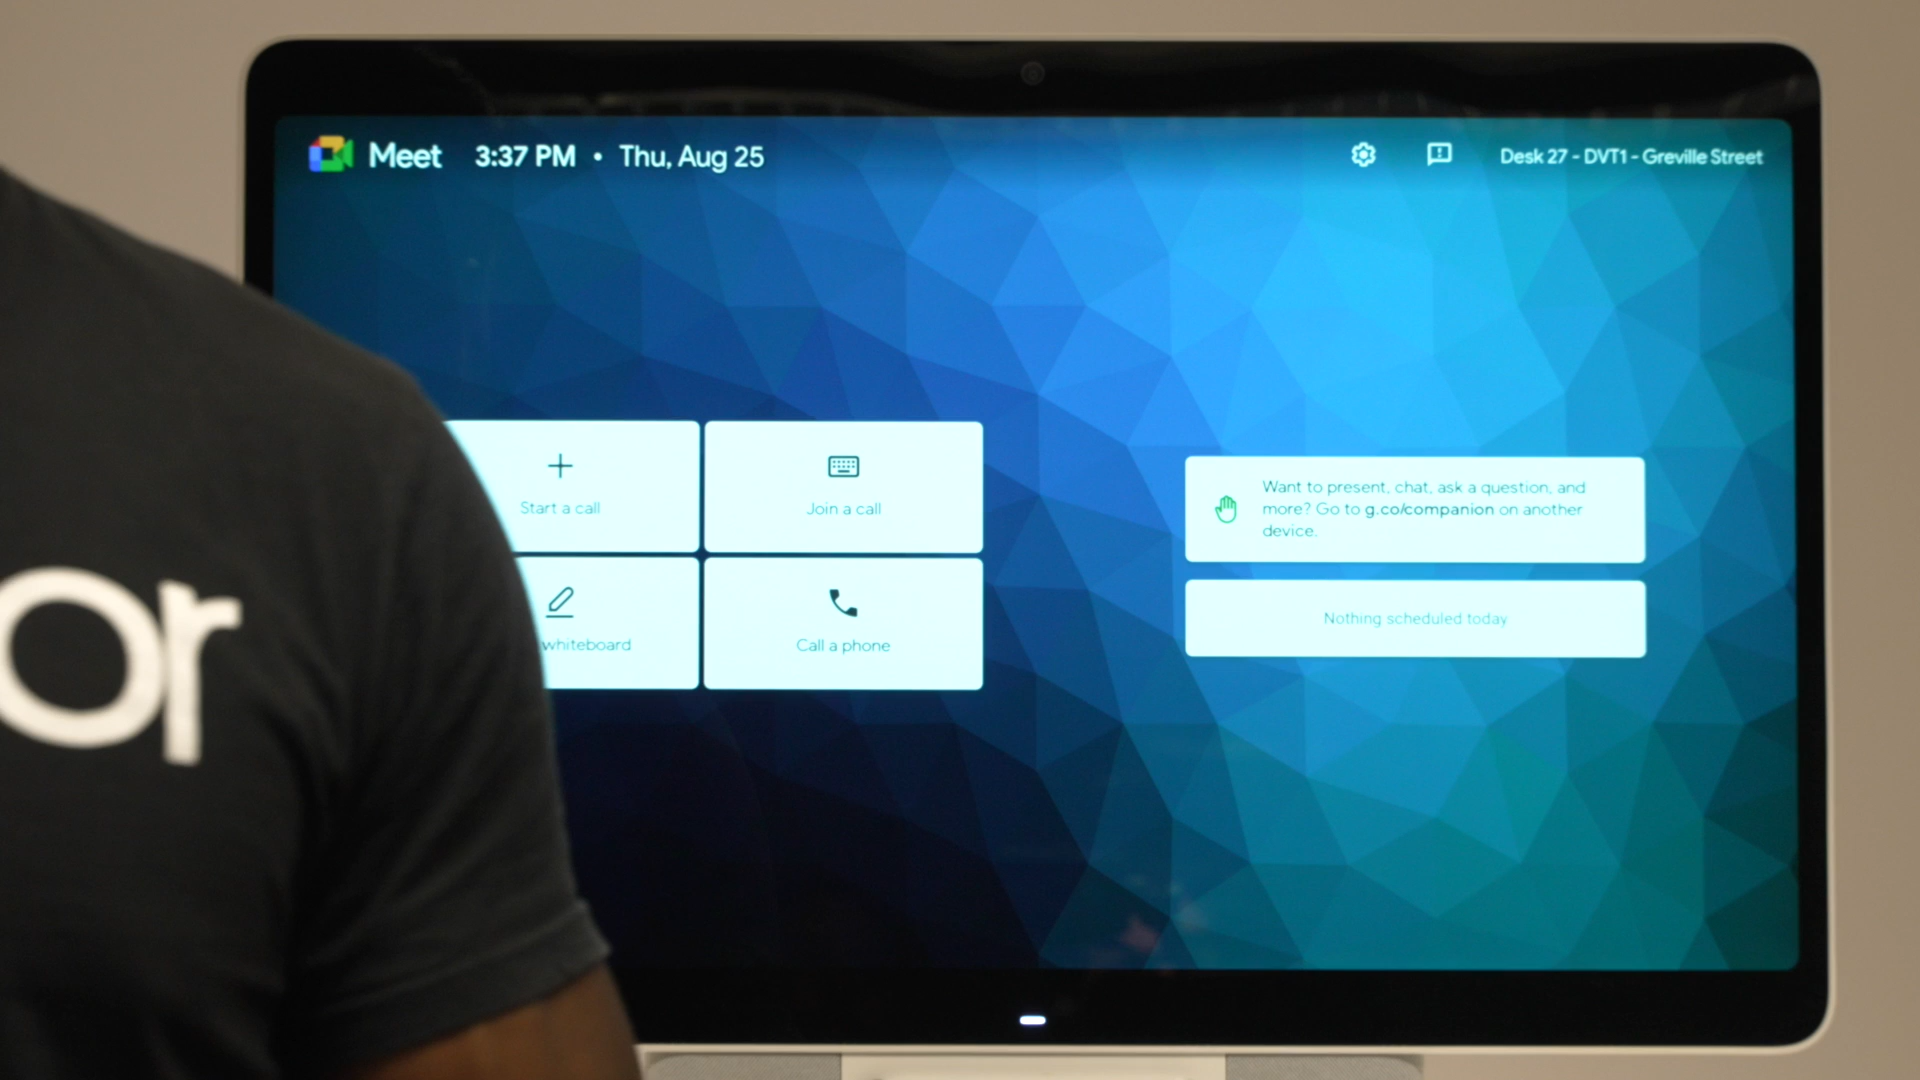 Meet 3:37 PM • Thu, Aug 25
Desk 27 - DVT1 - Greville Street
Start a call
Join a call
whiteboard
Call a phone
Want to present, chat, ask a question, and
more? Go to g.co/companion on another
device.
Nothing scheduled today
or